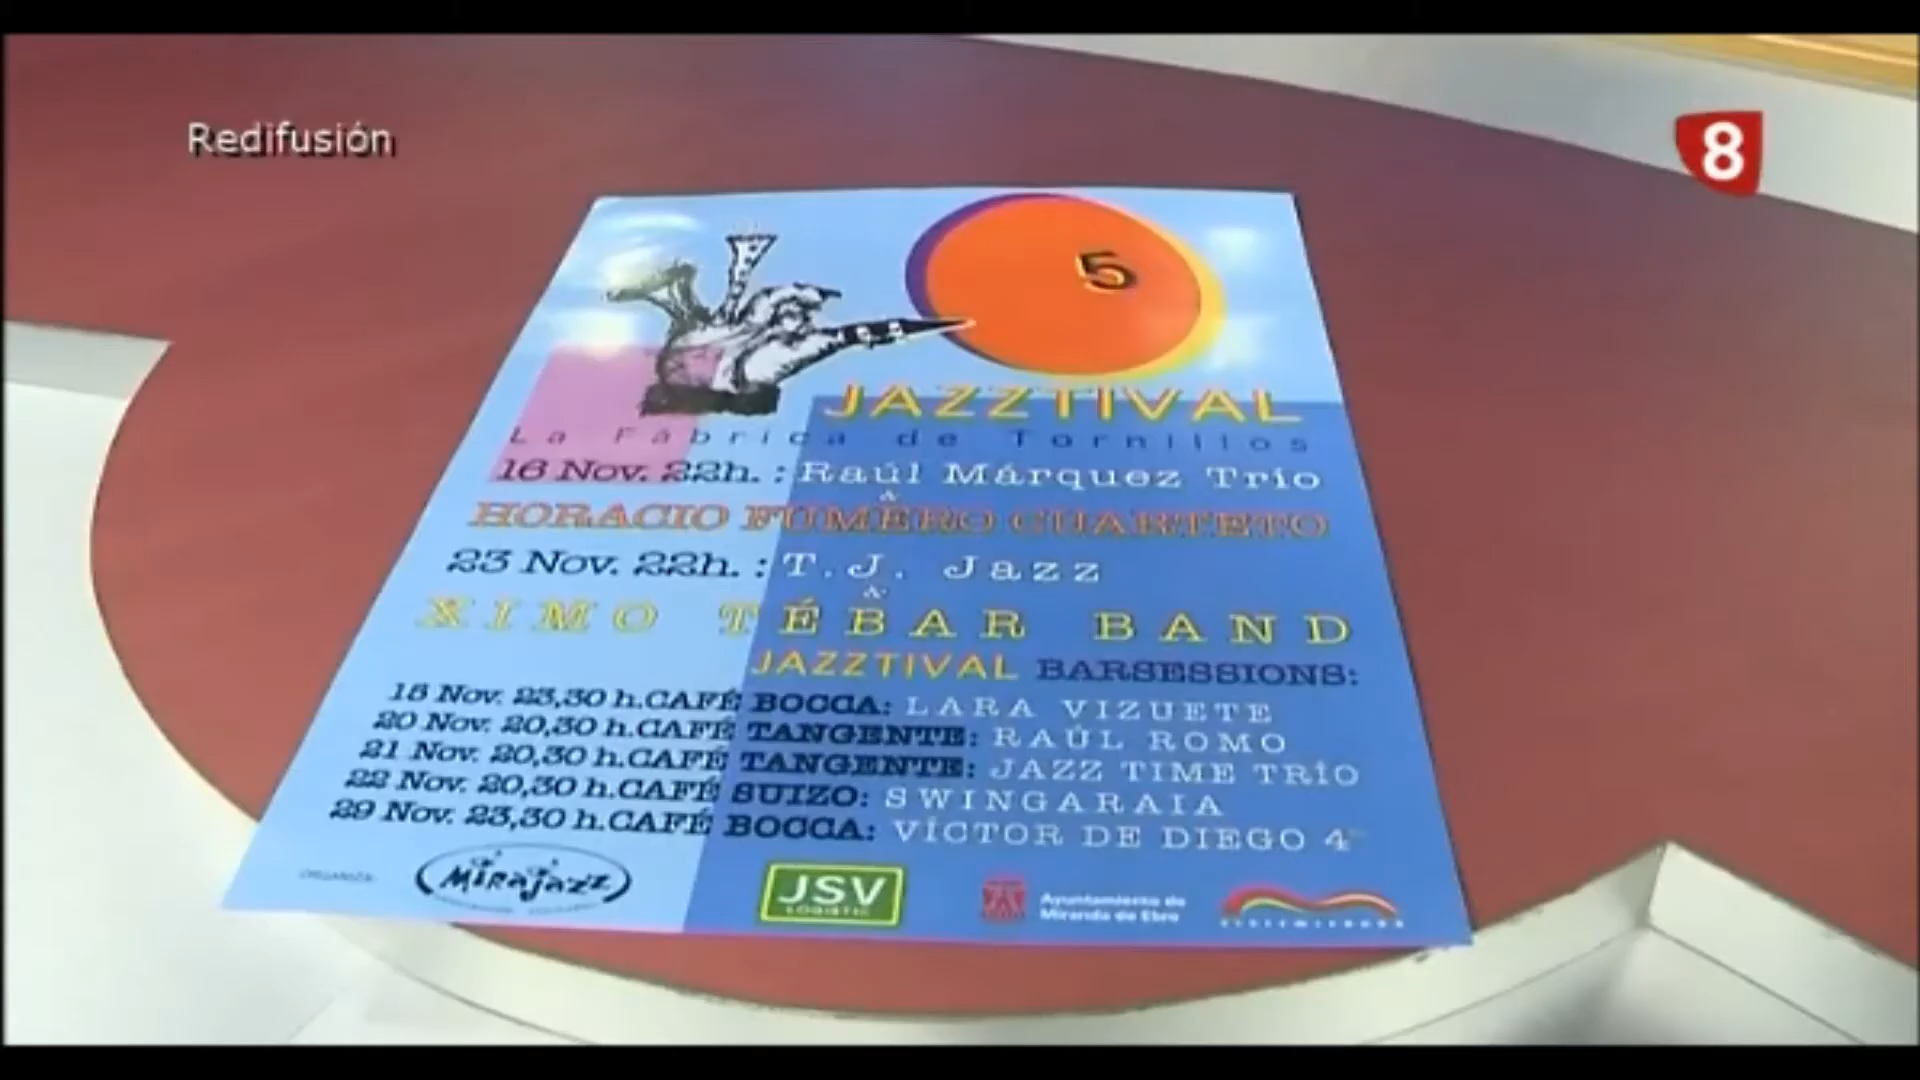 Redifusión
8
5
JAZZTIVAL
La Fábrica de Tornillos
16 Nov. 22h. : Raúl Márquez Trío
&
HORACIO FUMERO CUARTETO
23 Nov. 22h. : T.J. Jazz
&
XIMO TÉBAR BAND
JAZZTIVAL BARSESSIONS:
15 Nov. 23,30 h. CAFÉ BOCCA: LARA VIZUETE
20 Nov. 20,30 h. CAFÉ TANGENTE: RAÚL ROMO
21 Nov. 20,30 h. CAFÉ TANGENTE: JAZZ TIME TRÍO
22 Nov. 20,30 h. CAFÉ SUIZO: SWINGARAIA
29 Nov. 23,30 h. CAFÉ BOCCA: VÍCTOR DE DIEGO 4
ORGANIZA:
Mirajazz
JSV
LOGISTIC
Ayuntamiento de
Miranda de Ebro